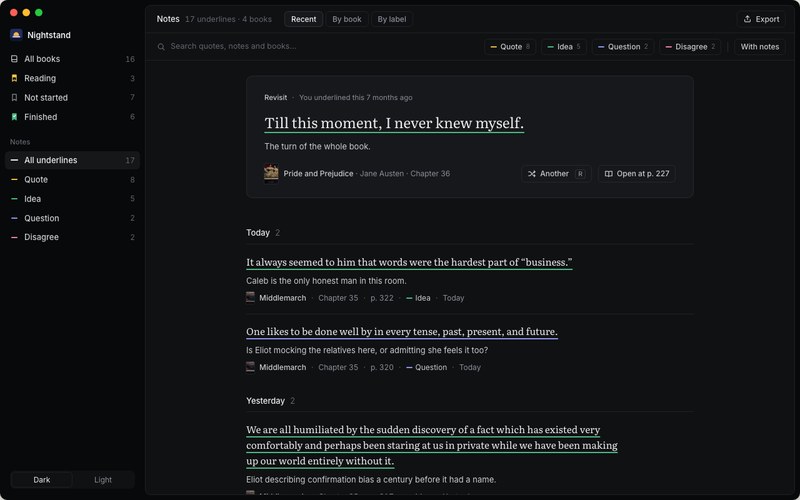 Nightstand
All books 16
Reading 3
Not started 7
Finished 6
Notes
All underlines 17
Quote 8
Idea 5
Question 2
Disagree 2
Dark Light
Notes 17 underlines · 4 books Recent By book By label Export
Search quotes, notes and books... Quote 8 Idea 5 Question 2 Disagree 2 With notes
Revisit · You underlined this 7 months ago
Till this moment, I never knew myself.
The turn of the whole book.
Pride and Prejudice · Jane Austen · Chapter 36 Another R Open at p. 227
Today 2
It always seemed to him that words were the hardest part of “business.”
Caleb is the only honest man in this room.
Middlemarch · Chapter 35 · p. 322 · Idea · Today
One likes to be done well by in every tense, past, present, and future.
Is Eliot mocking the relatives here, or admitting she feels it too?
Middlemarch · Chapter 35 · p. 320 · Question · Today
Yesterday 2
We are all humiliated by the sudden discovery of a fact which has existed very
comfortably and perhaps been staring at us in private while we have been making
up our world entirely without it.
Eliot describing confirmation bias a century before it had a name.